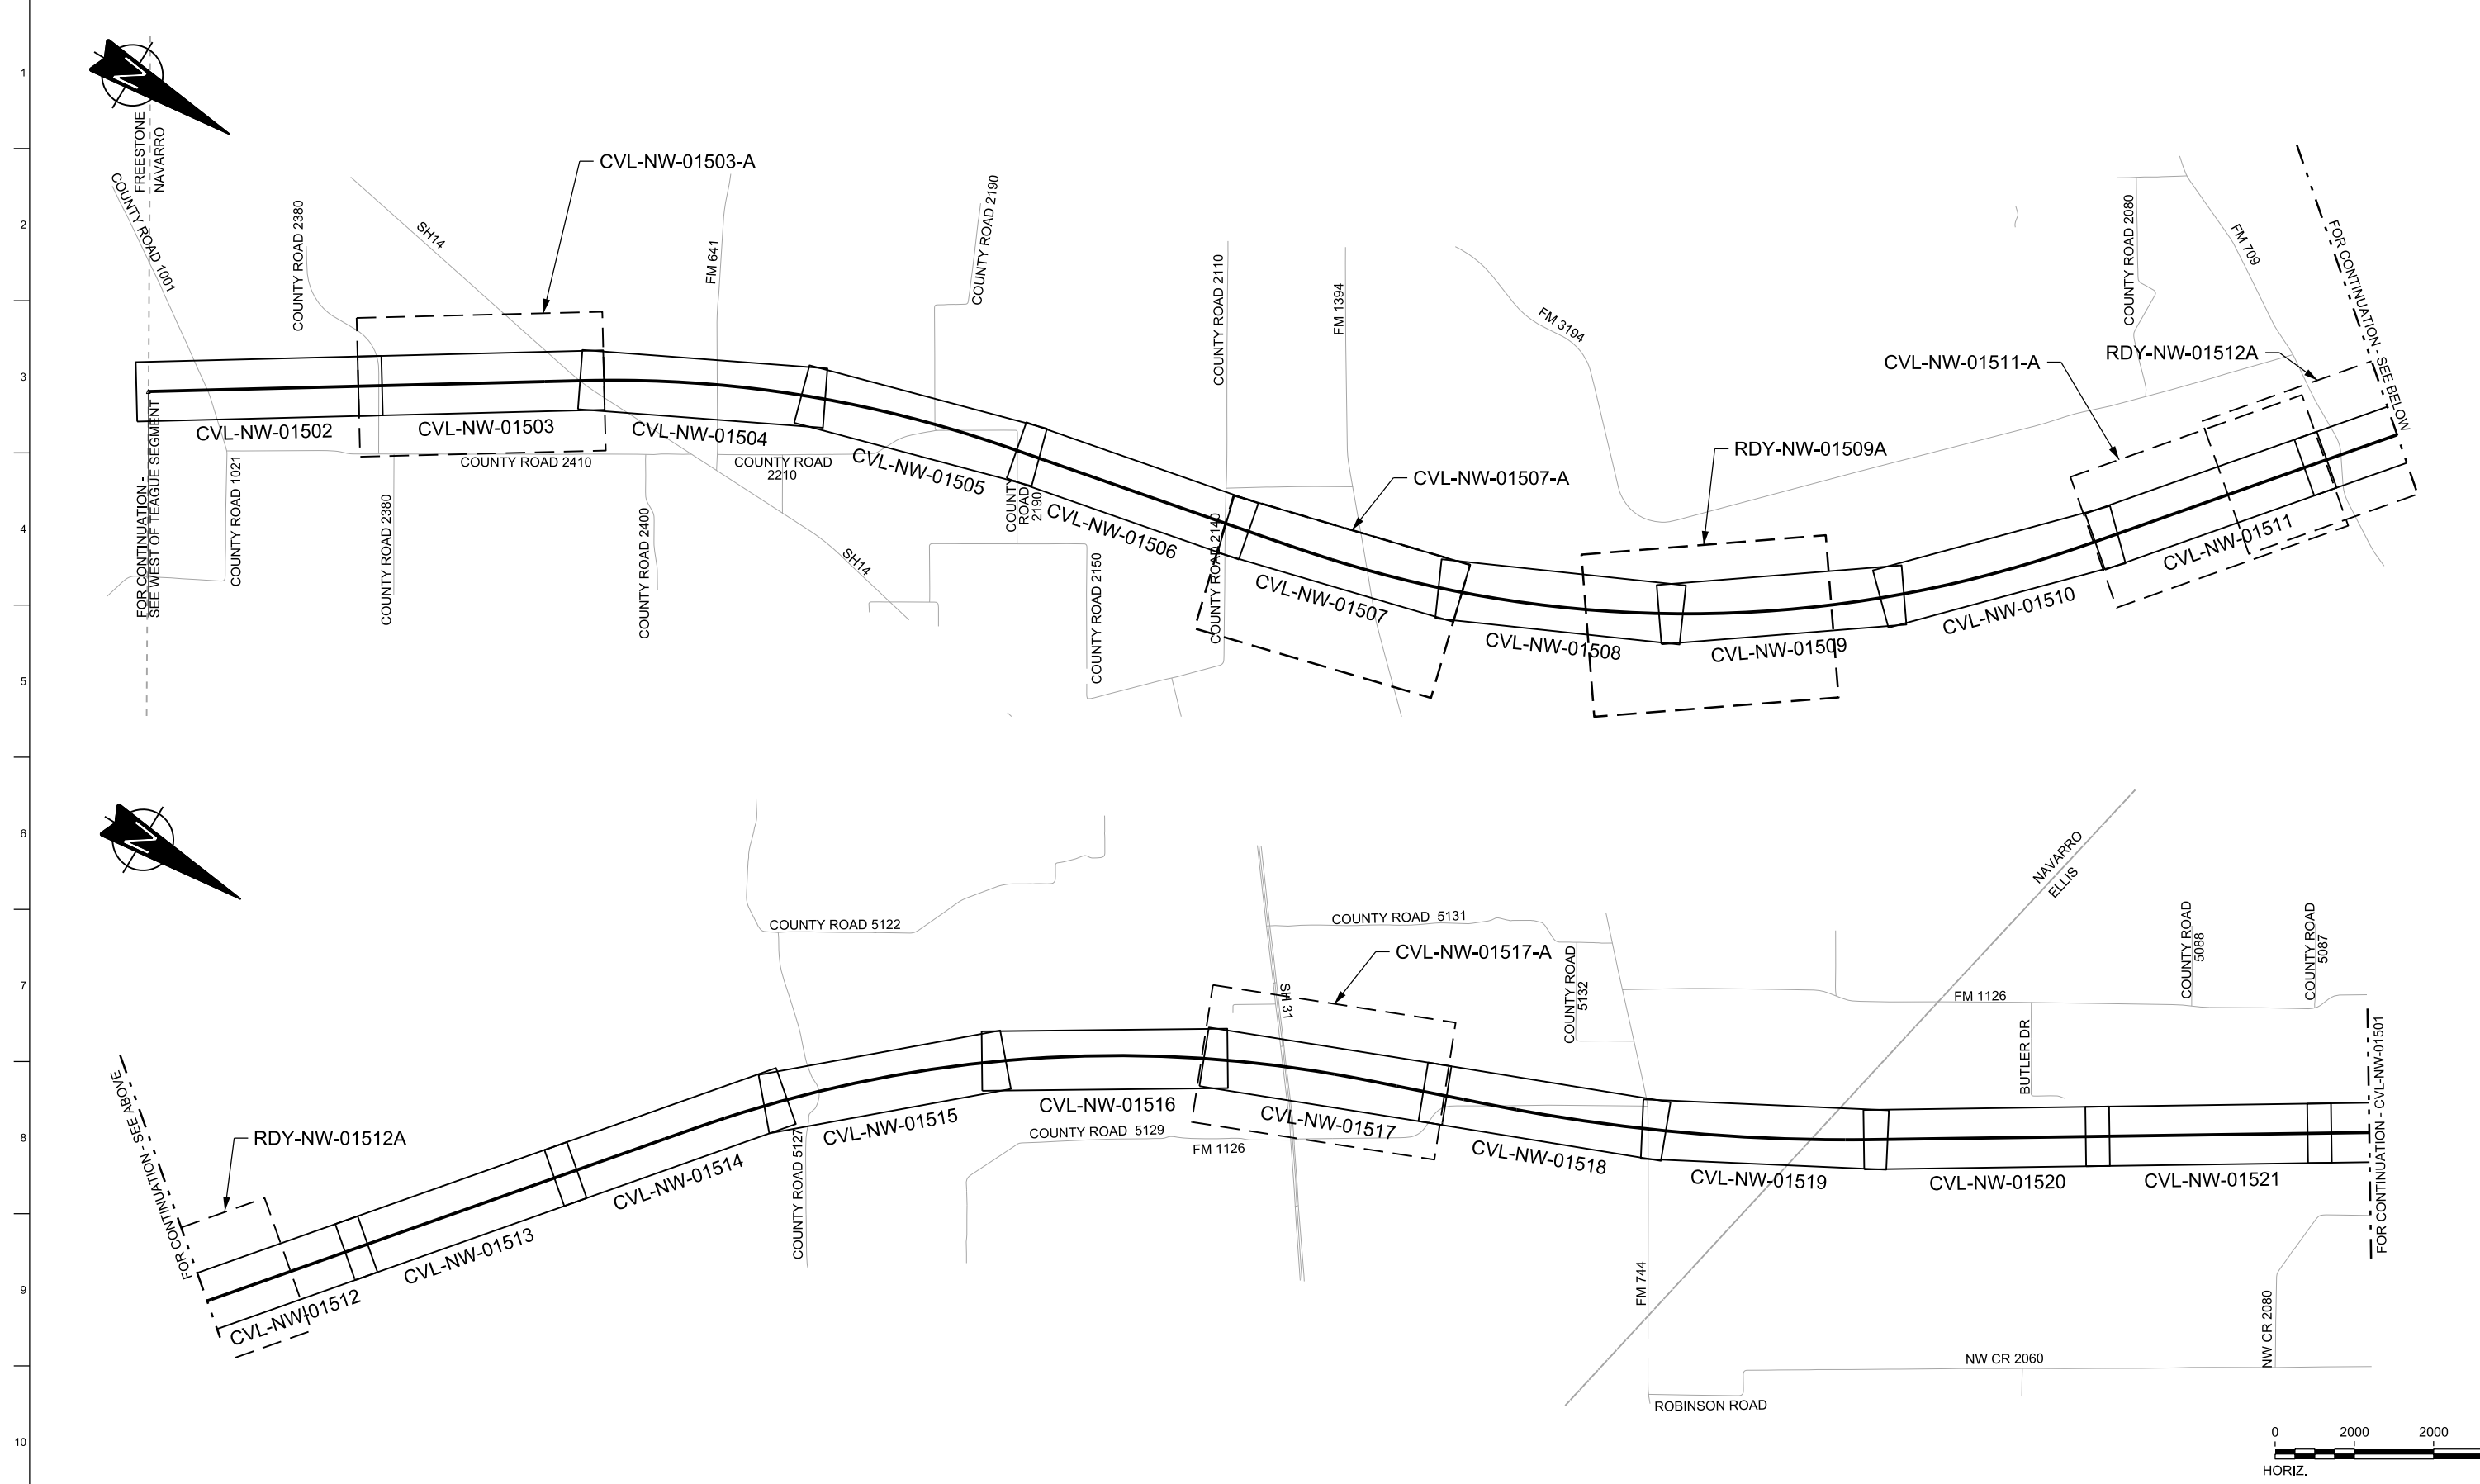 1
2
3
4
5
6
7
8
9
10
N
FREESTONE
NAVARRO
COUNTY ROAD 1001
FOR CONTINUATION -
SEE WEST OF TEAGUE SEGMENT
COUNTY ROAD 1021
COUNTY ROAD 2380
SH14
CVL-NW-01503-A
FM 641
COUNTY ROAD 2190
COUNTY ROAD 2110
FM 1394
FM 3194
COUNTY ROAD 2080
FM 709
FOR CONTINUATION - SEE BELOW
RDY-NW-01512A
CVL-NW-01511-A
CVL-NW-01502
CVL-NW-01503
CVL-NW-01504
CVL-NW-01505
CVL-NW-01506
CVL-NW-01507
CVL-NW-01508
CVL-NW-01509
CVL-NW-01510
CVL-NW-01511
CVL-NW-01507-A
RDY-NW-01509A
COUNTY ROAD 2410
COUNTY ROAD
2210
COUNTY
ROAD
2190
COUNTY ROAD 2380
COUNTY ROAD 2400
SH14
COUNTY ROAD 2150
COUNTY ROAD 2140
N
COUNTY ROAD 5122
COUNTY ROAD 5131
CVL-NW-01517-A
SH 31
COUNTY ROAD
5132
NAVARRO
ELLIS
COUNTY ROAD
5088
COUNTY ROAD
5087
FM 1126
BUTLER DR
FOR CONTINUATION - CVL-NW-01501
FOR CONTINUATION - SEE ABOVE
RDY-NW-01512A
CVL-NW-01512
CVL-NW-01513
CVL-NW-01514
CVL-NW-01515
CVL-NW-01516
CVL-NW-01517
CVL-NW-01518
CVL-NW-01519
CVL-NW-01520
CVL-NW-01521
COUNTY ROAD 5127
COUNTY ROAD 5129
FM 1126
FM 744
NW CR 2080
NW CR 2060
ROBINSON ROAD
0 2000 2000
HORIZ.